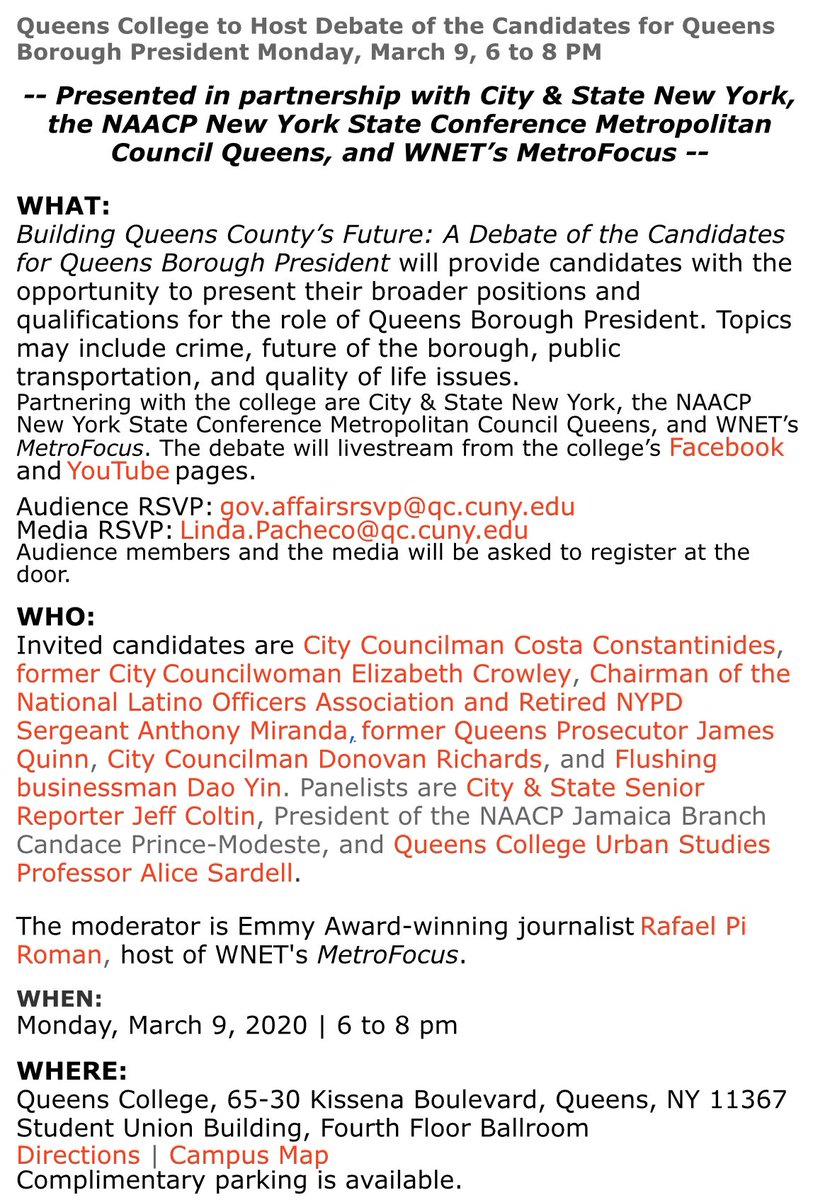 Queens College to Host Debate of the Candidates for Queens
Borough President Monday, March 9, 6 to 8 PM
-- Presented in partnership with City & State New York,
the NAACP New York State Conference Metropolitan
Council Queens, and WNET’s MetroFocus --
WHAT:
Building Queens County’s Future: A Debate of the Candidates
for Queens Borough President will provide candidates with the
opportunity to present their broader positions and
qualifications for the role of Queens Borough President. Topics
may include crime, future of the borough, public
transportation, and quality of life issues.
Partnering with the college are City & State New York, the NAACP
New York State Conference Metropolitan Council Queens, and WNET’s
MetroFocus. The debate will livestream from the college’s Facebook
and YouTube pages.
Audience RSVP: gov.affairsrsvp@qc.cuny.edu
Media RSVP: Linda.Pacheco@qc.cuny.edu
Audience members and the media will be asked to register at the
door.
WHO:
Invited candidates are City Councilman Costa Constantinides,
former City Councilwoman Elizabeth Crowley, Chairman of the
National Latino Officers Association and Retired NYPD
Sergeant Anthony Miranda, former Queens Prosecutor James
Quinn, City Councilman Donovan Richards, and Flushing
businessman Dao Yin. Panelists are City & State Senior
Reporter Jeff Coltin, President of the NAACP Jamaica Branch
Candace Prince-Modeste, and Queens College Urban Studies
Professor Alice Sardell.
The moderator is Emmy Award-winning journalist Rafael Pi
Roman, host of WNET's MetroFocus.
WHEN:
Monday, March 9, 2020 | 6 to 8 pm
WHERE:
Queens College, 65-30 Kissena Boulevard, Queens, NY 11367
Student Union Building, Fourth Floor Ballroom
Directions | Campus Map
Complimentary parking is available.